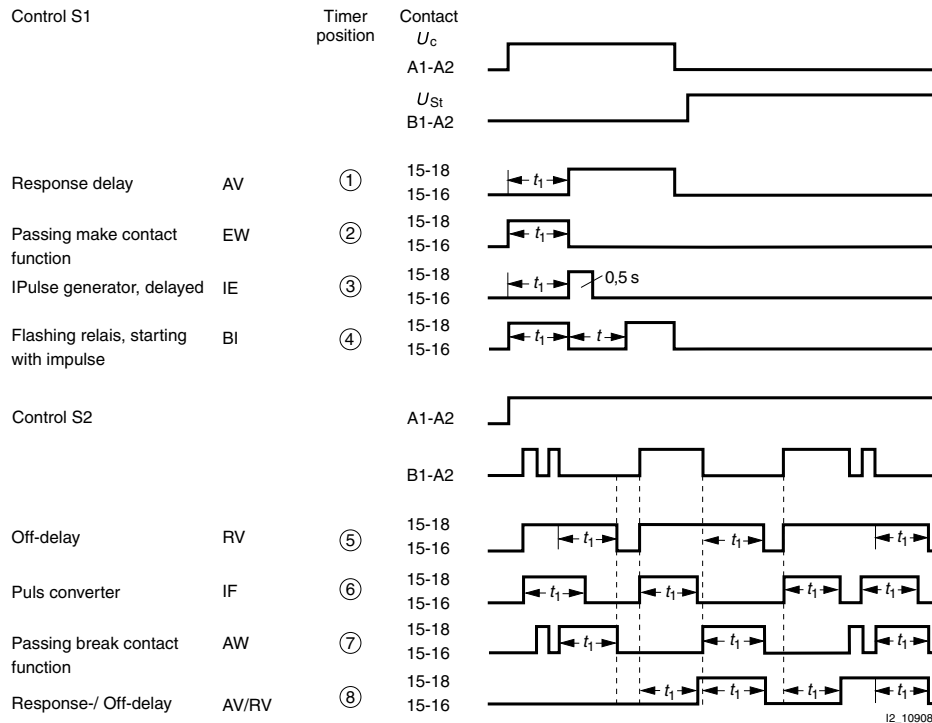 Control S1 Timer position Contact
Uc
A1-A2
USt
B1-A2
Response delay AV 1 15-18 15-16 t1
Passing make contact function EW 2 15-18 15-16 t1
IPulse generator, delayed IE 3 15-18 15-16 t1 0,5 s
Flashing relais, starting with impulse BI 4 15-18 15-16 t1 t
Control S2 A1-A2
B1-A2
Off-delay RV 5 15-18 15-16 t1 t1 t1
Puls converter IF 6 15-18 15-16 t1 t1 t1 t1
Passing break contact function AW 7 15-18 15-16 t1 t1 t1
Response-/ Off-delay AV/RV 8 15-18 15-16 t1 t1 t1 t1
I2_10908